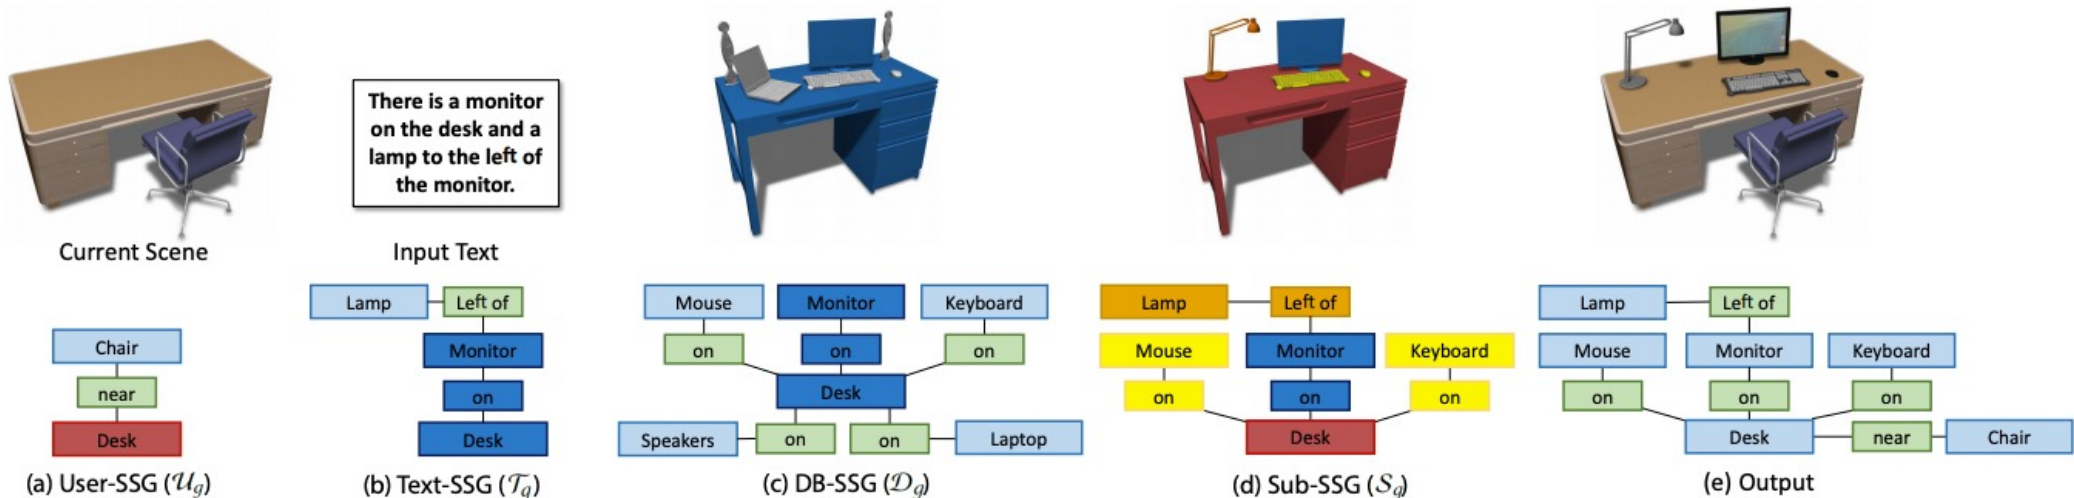 There is a monitor
on the desk and a
lamp to the left of
the monitor.
Current Scene
Input Text
Chair
near
Desk
(a) User-SSG (𝒰g)
Lamp
Left of
Monitor
on
Desk
(b) Text-SSG (𝒯g)
Mouse
Monitor
Keyboard
on
on
on
Desk
Speakers
on
on
Laptop
(c) DB-SSG (𝒟g)
Lamp
Left of
Mouse
Monitor
Keyboard
on
on
on
Desk
(d) Sub-SSG (𝒮g)
Lamp
Left of
Mouse
Monitor
Keyboard
on
on
on
Desk
near
Chair
(e) Output